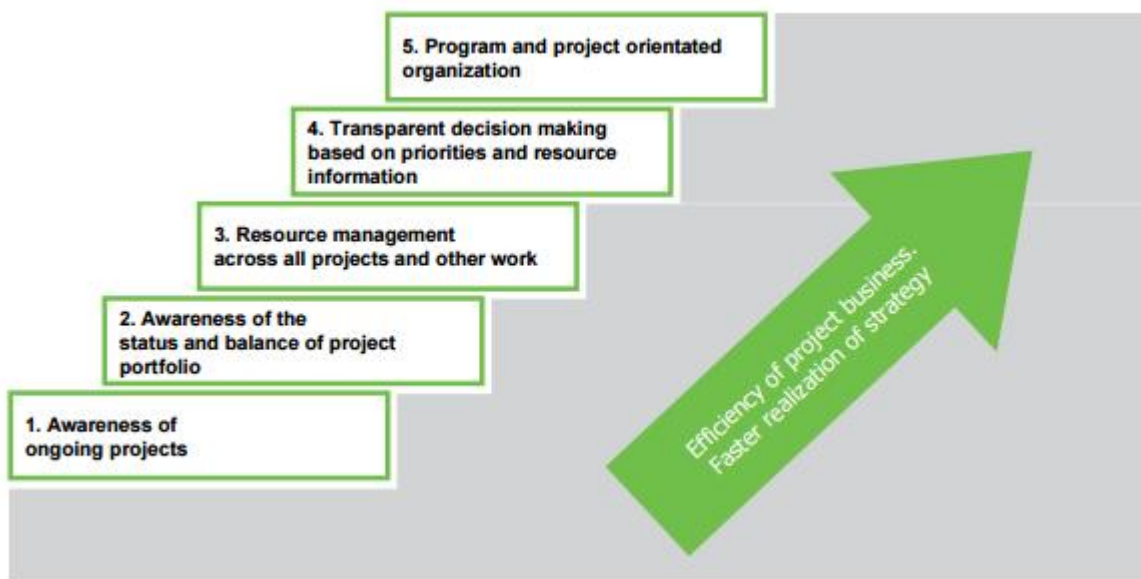 5. Program and project orientated
organization
4. Transparent decision making
based on priorities and resource
information
3. Resource management
across all projects and other work
2. Awareness of the
status and balance of project
portfolio
1. Awareness of
ongoing projects
Efficiency of project business.
Faster realization of strategy